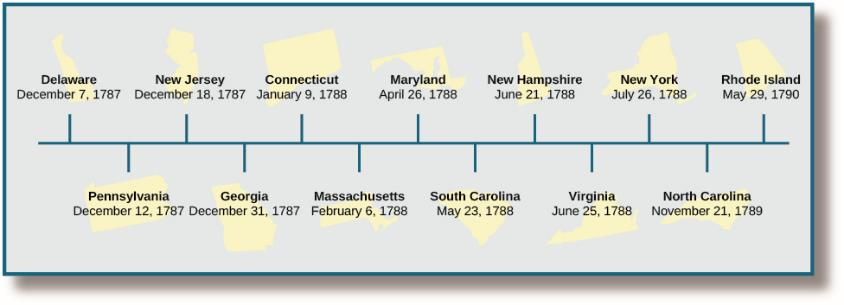 Delaware
December 7, 1787
New Jersey
December 18, 1787
Connecticut
January 9, 1788
Maryland
April 26, 1788
New Hampshire
June 21, 1788
New York
July 26, 1788
Rhode Island
May 29, 1790
Pennsylvania
December 12, 1787
Georgia
December 31, 1787
Massachusetts
February 6, 1788
South Carolina
May 23, 1788
Virginia
June 25, 1788
North Carolina
November 21, 1789